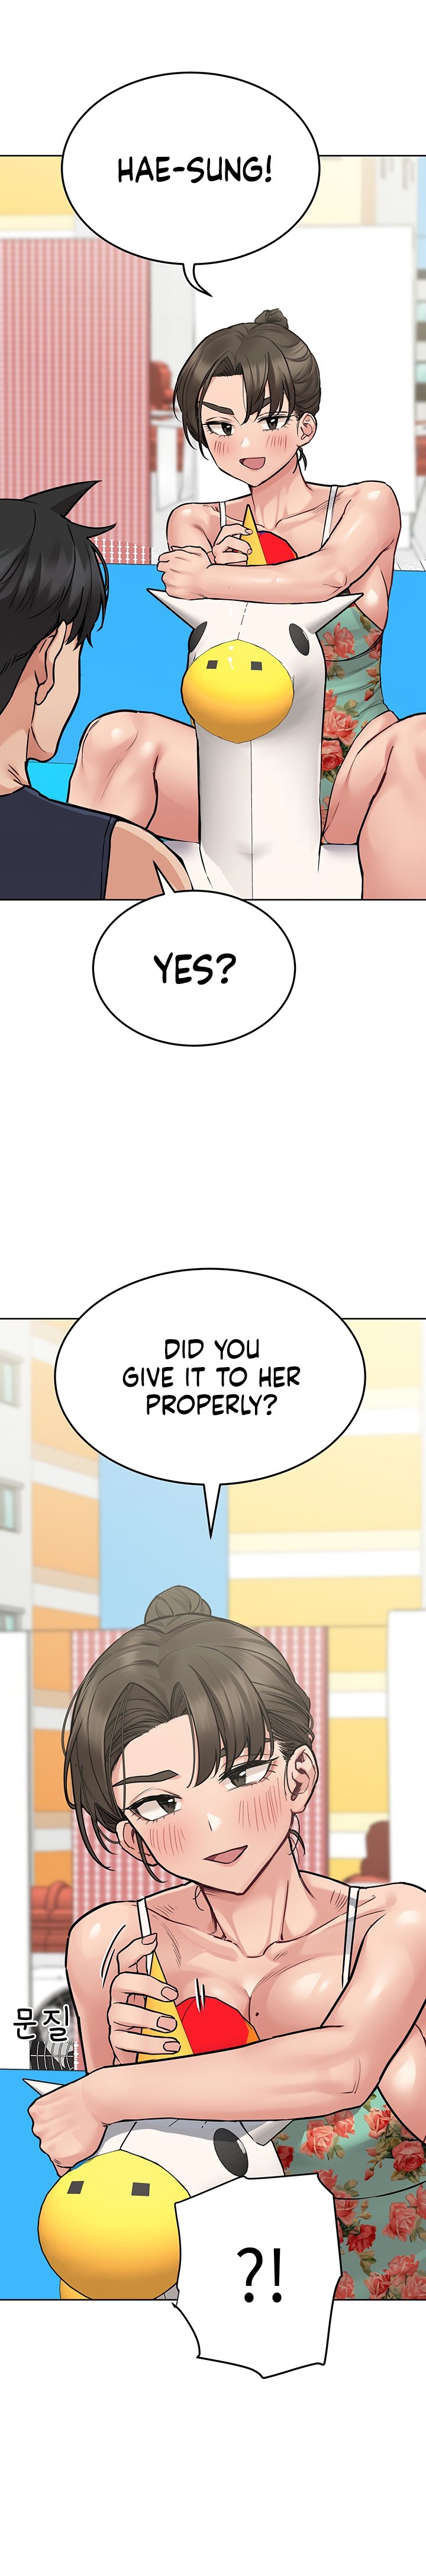 HAE-SUNG!
YES?
DID YOU
GIVE IT TO HER
PROPERLY?
문질
?!